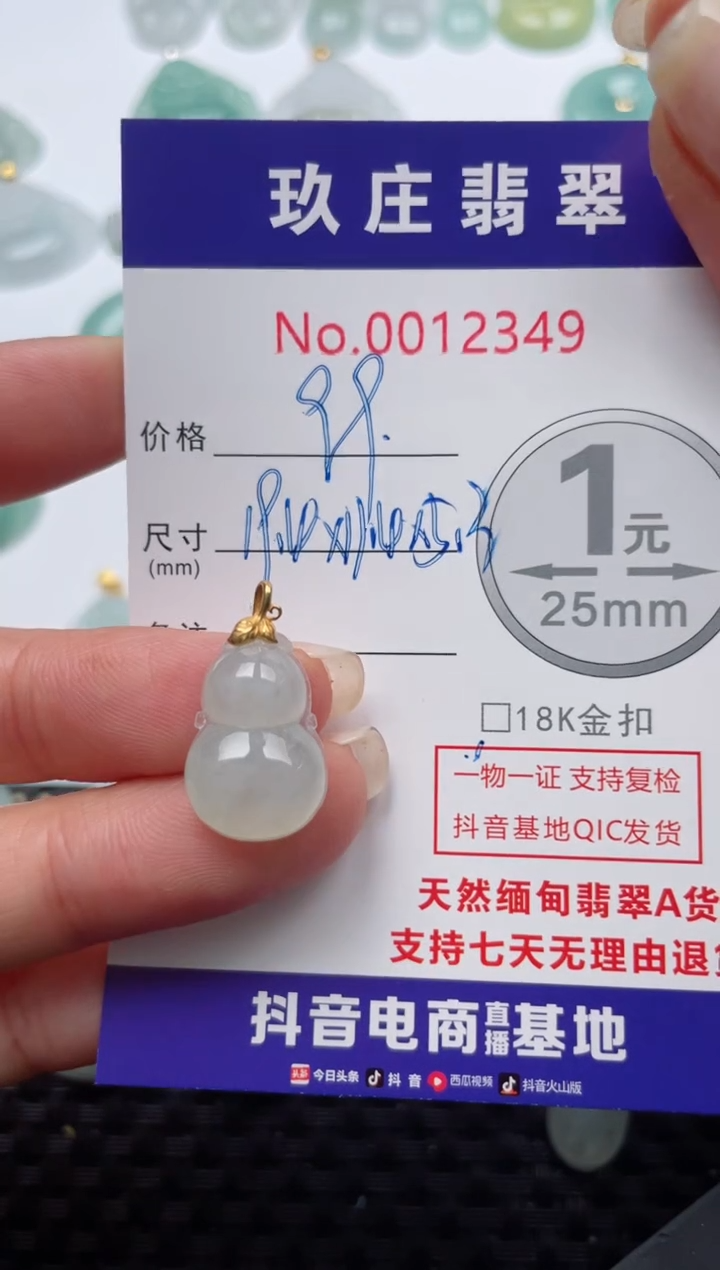 玖庄翡翠
No.0012349
价格 99.
尺寸
(mm)
1元
25mm
□18K金扣
一物一证 支持复检
抖音基地QIC发货
天然缅甸翡翠A货
支持七天无理由退
抖音电商直播基地
今日头条 抖音 西瓜视频 抖音火山版